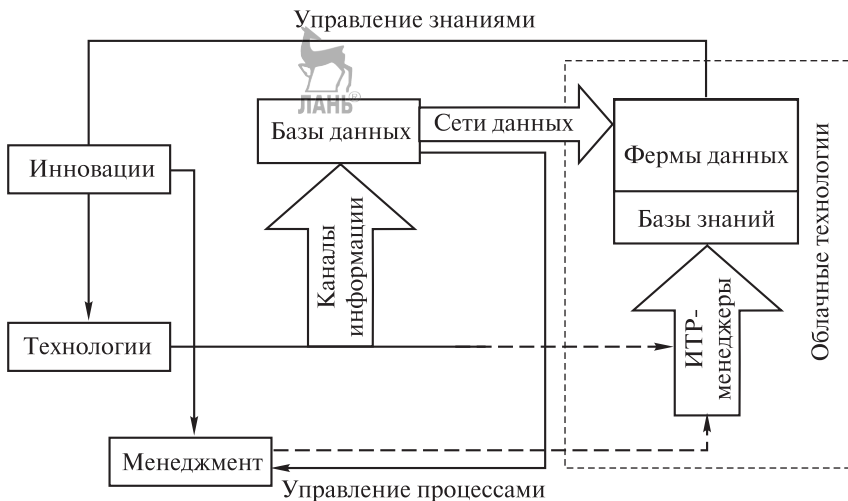 Управление знаниями
ЛАНЬ®
Базы данных
Сети данных
Фермы данных
Базы знаний
Инновации
Каналы
информации
Технологии
ИТР-
менеджеры
Облачные технологии
Менеджмент
Управление процессами